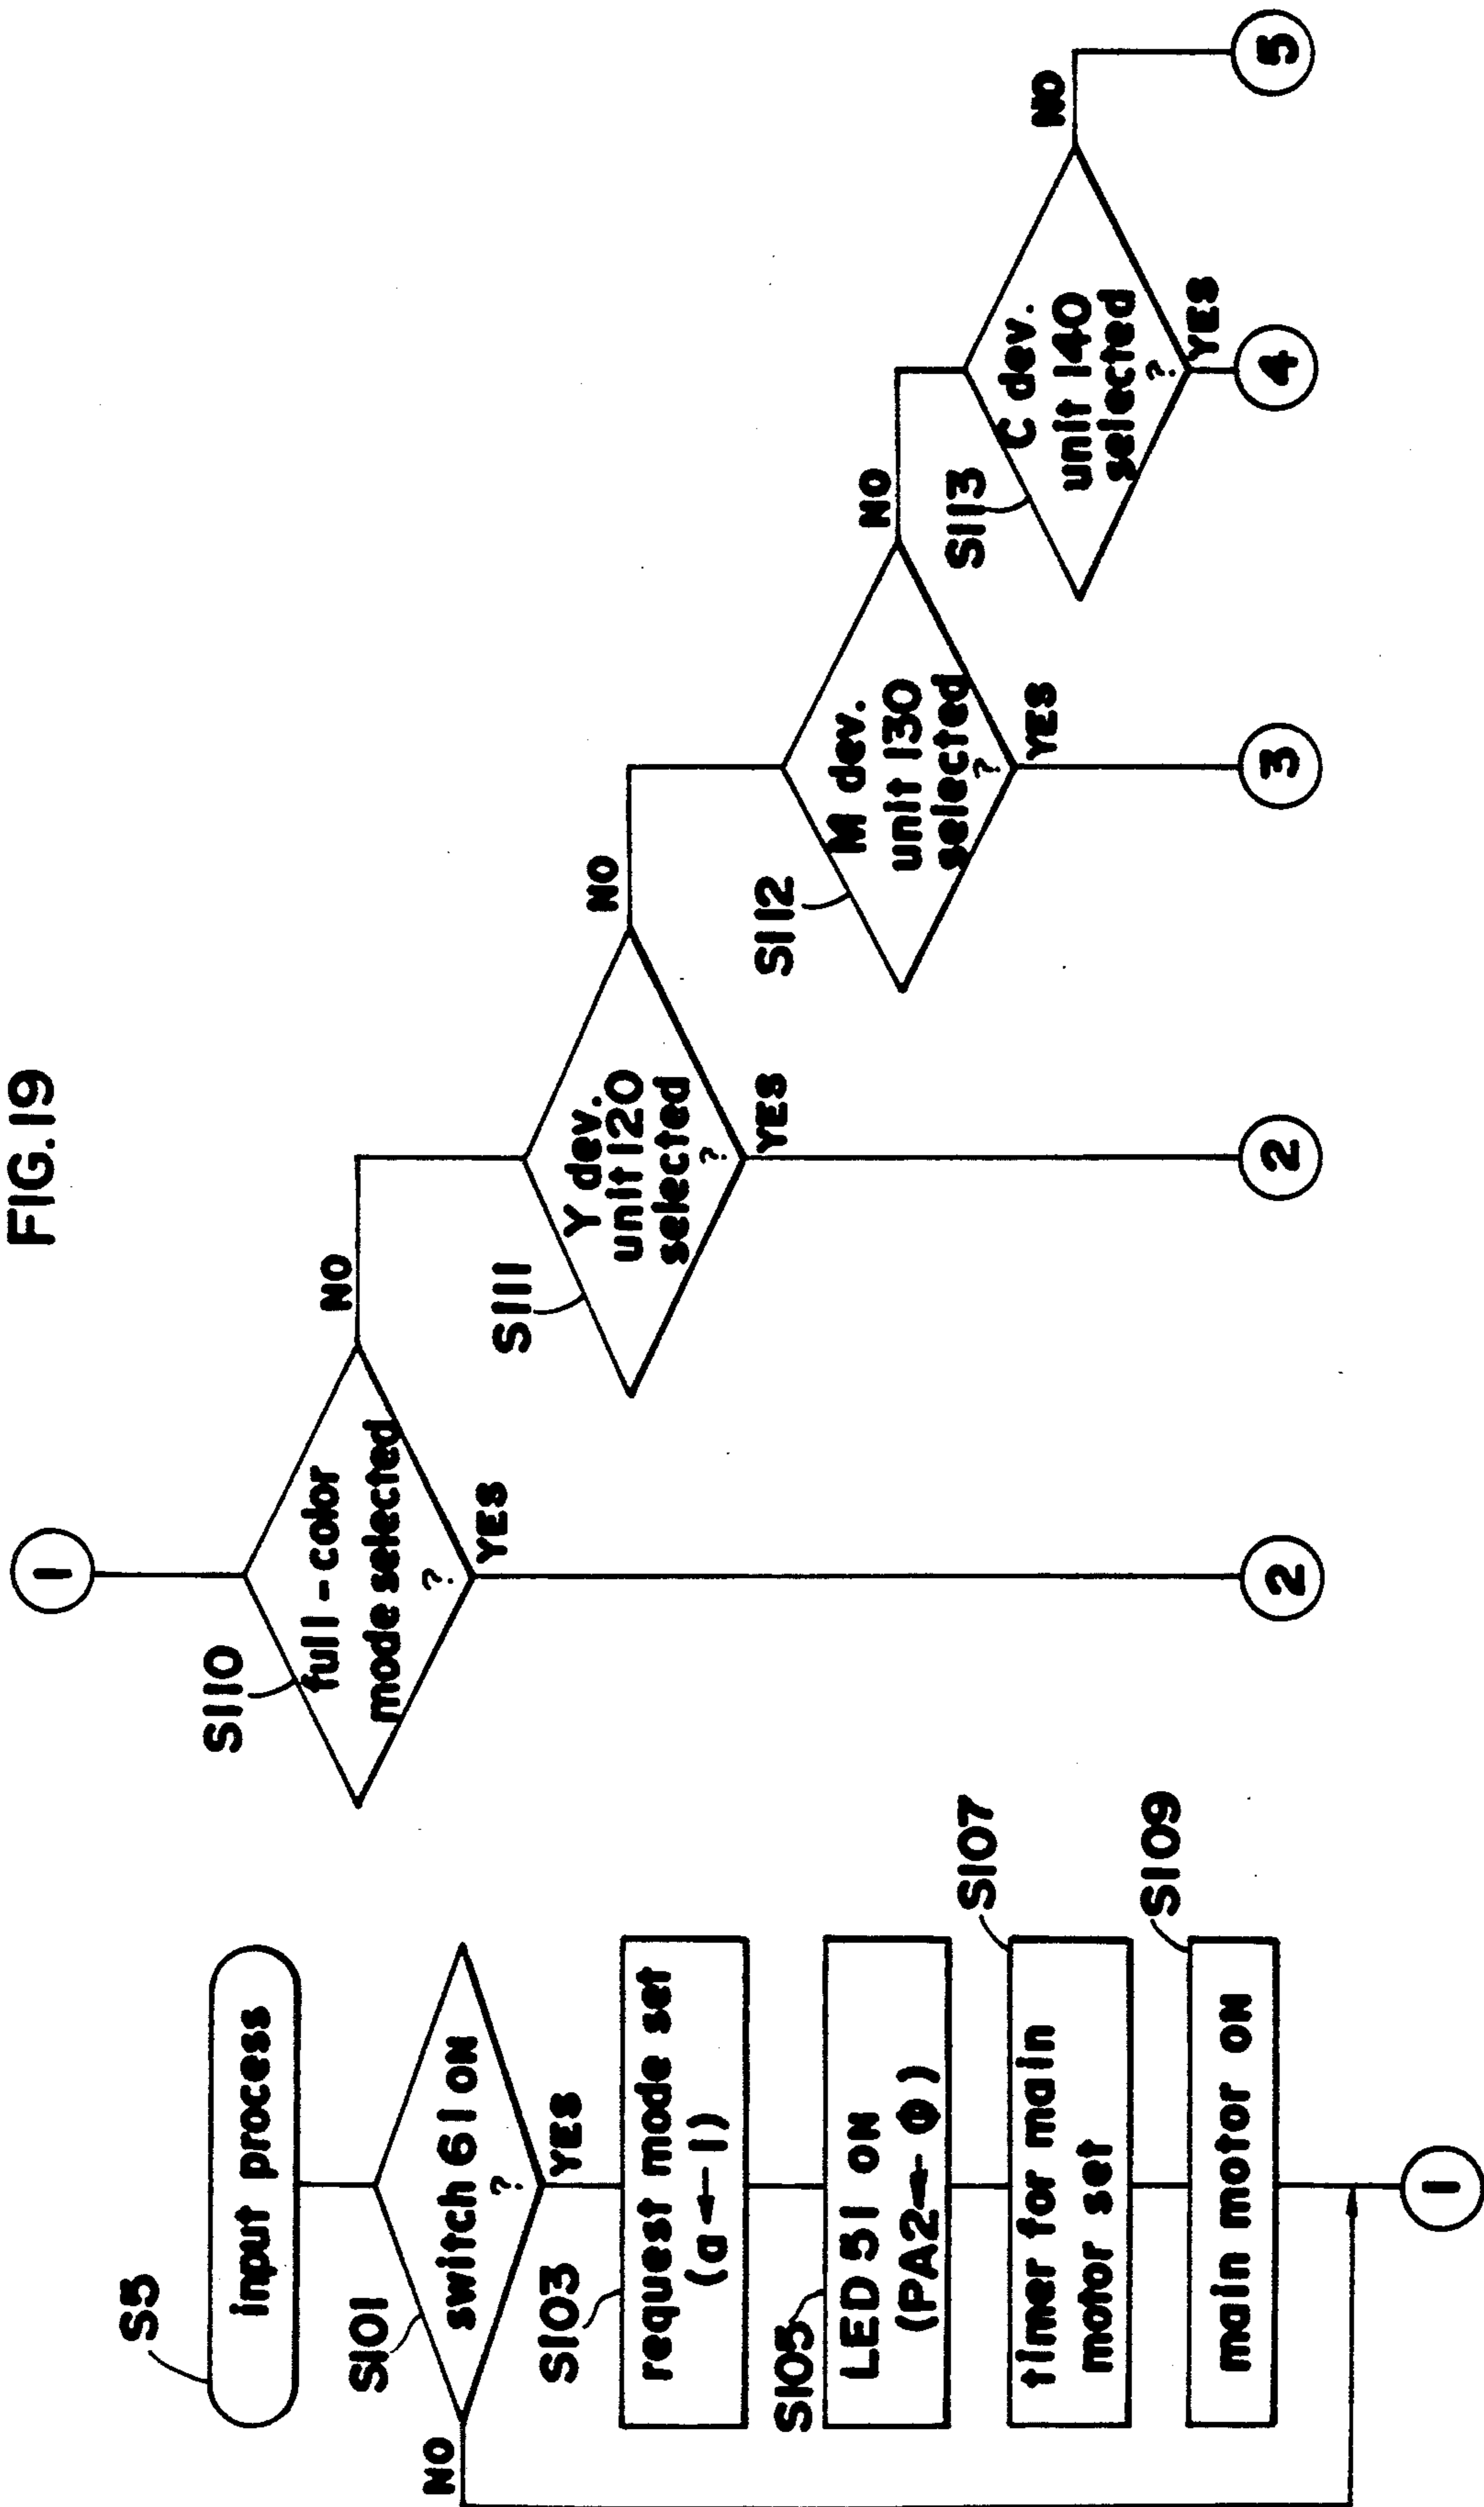 FIG.19
S5
input process
S101
switch 61 ON
?
NO
YES
S103
request mode set
(a←1)
S105
LED 51 ON
(PA2←φ)
S107
timer for main
motor set
S109
main motor ON
1
1
S110
full-color
mode selected
?
NO
YES
2
S111
Y dev.
unit 120
selected
?
NO
YES
2
S112
M dev.
unit 130
selected
?
NO
YES
3
S113
C dev.
unit 140
selected
?
NO
YES
4
5